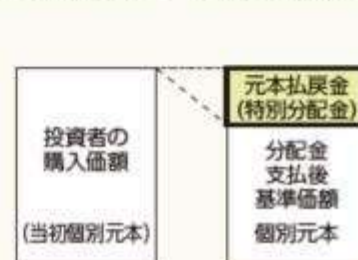 投資者の
購入価額
(当初個別元本)
元本払戻金
(特別分配金)
分配金
支払後
基準価額
個別元本